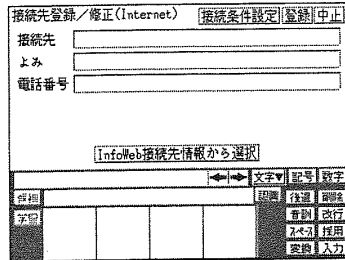 接続先登録／修正(Internet) 接続条件設定 登録 中止
接続先
よみ
電話番号
InfoWeb接続先情報から選択
文字▼ 記号 数字
候補 認識 後退 削除
学習 音訓 改行
スペース 採用
変換 入力